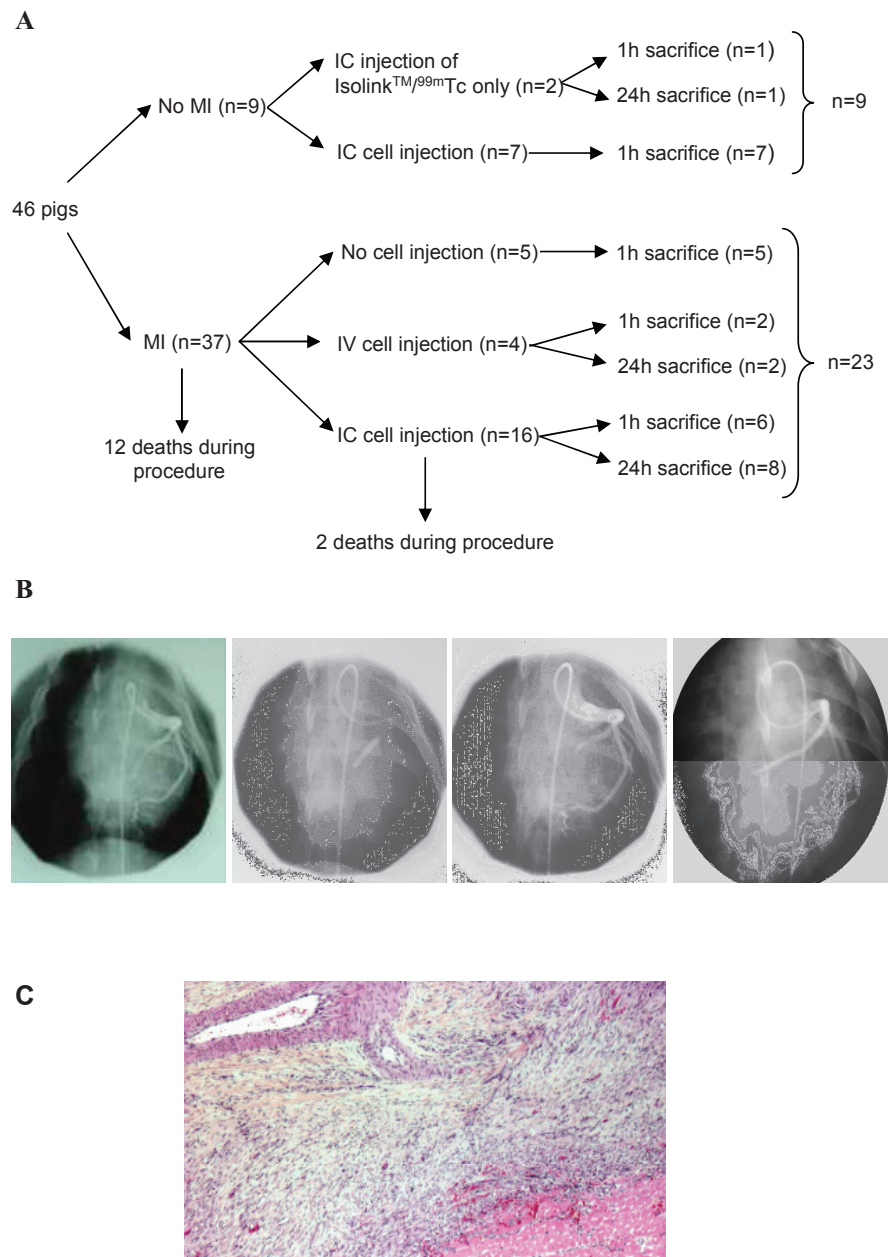 A
IC injection of
Isolink™/⁹⁹ᵐTc only (n=2)
1h sacrifice (n=1)
24h sacrifice (n=1)
n=9
No MI (n=9)
IC cell injection (n=7)
1h sacrifice (n=7)
46 pigs
No cell injection (n=5)
1h sacrifice (n=5)
MI (n=37)
IV cell injection (n=4)
1h sacrifice (n=2)
24h sacrifice (n=2)
n=23
IC cell injection (n=16)
1h sacrifice (n=6)
24h sacrifice (n=8)
12 deaths during
procedure
2 deaths during procedure
B
C